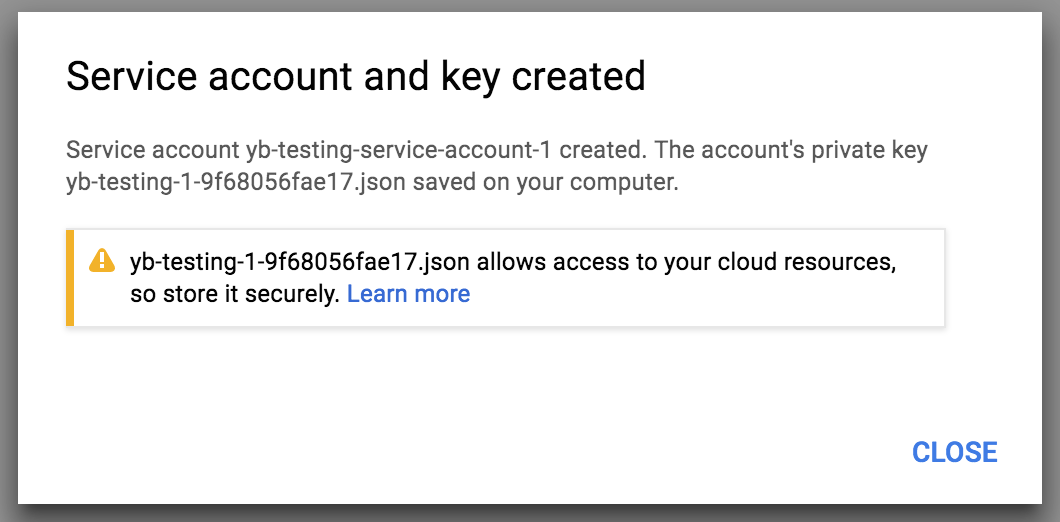 Service account and key created
Service account yb-testing-service-account-1 created. The account's private key
yb-testing-1-9f68056fae17.json saved on your computer.
yb-testing-1-9f68056fae17.json allows access to your cloud resources,
so store it securely. Learn more
CLOSE